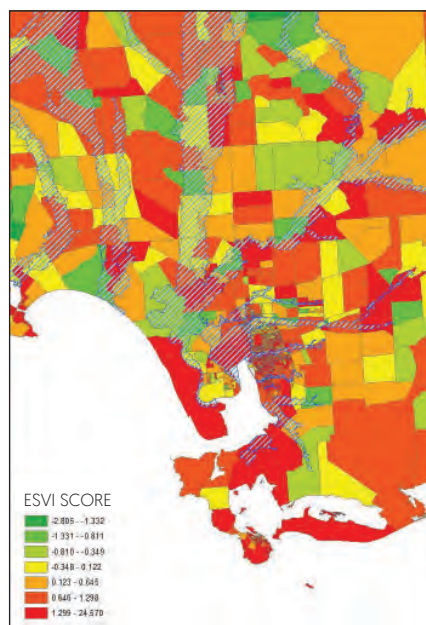 ESVI SCORE
-2.805 - -1.332
-1.331 - -0.811
-0.810 - -0.349
-0.348 - 0.122
0.123 - 0.645
0.646 - 1.298
1.299 - 24.570